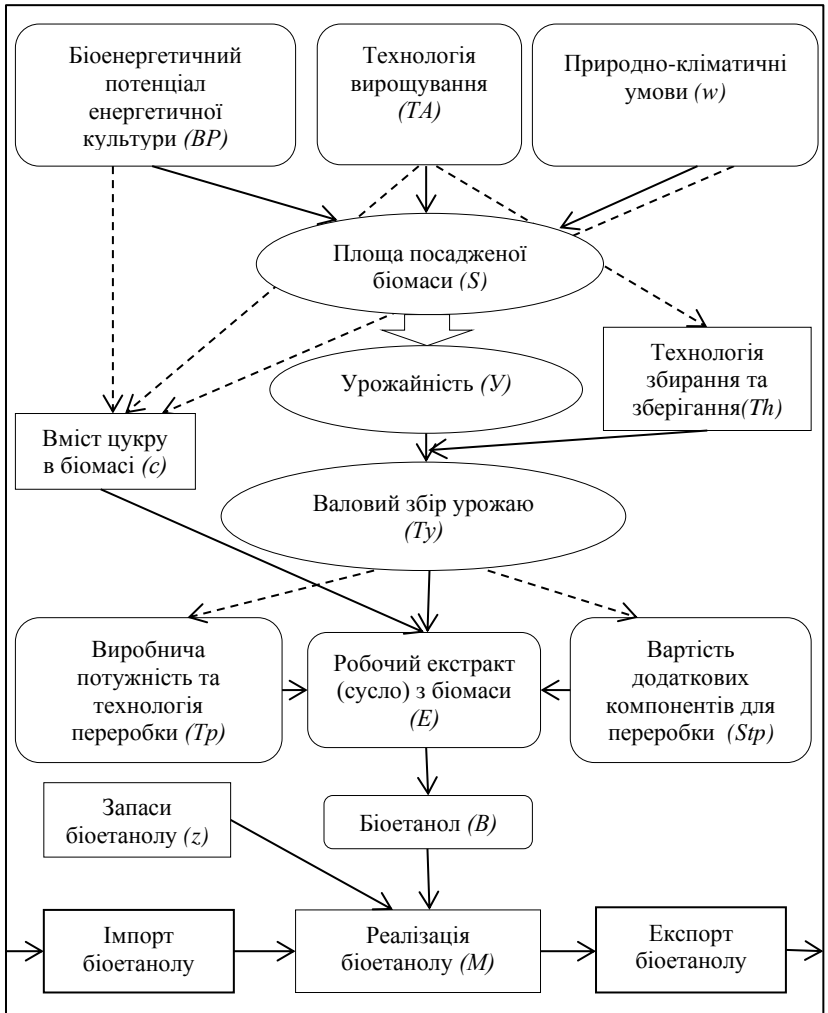 Біоенергетичний
потенціал
енергетичної
культури (BP)
Технологія
вирощування
(TA)
Природно-кліматичні
умови (w)
Площа посадженої
біомаси (S)
Урожайність (У)
Технологія
збирання та
зберігання(Th)
Вміст цукру
в біомасі (c)
Валовий збір урожаю
(Ty)
Виробнича
потужність та
технологія
переробки (Tp)
Робочий екстракт
(сусло) з біомаси
(E)
Вартість
додаткових
компонентів для
переробки (Stp)
Запаси
біоетанолу (z)
Біоетанол (B)
Імпорт
біоетанолу
Реалізація
біоетанолу (M)
Експорт
біоетанолу